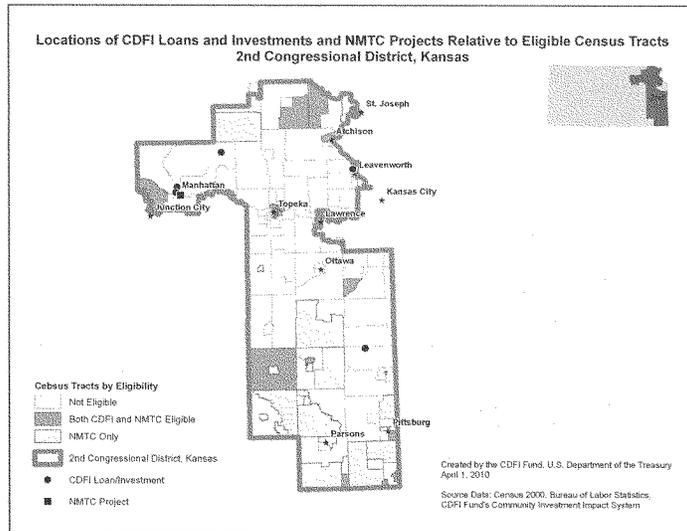 Locations of CDFI Loans and Investments and NMTC Projects Relative to Eligible Census Tracts
2nd Congressional District, Kansas
St. Joseph
Atchison
Leavenworth
Manhattan
Kansas City
Junction City
Topeka
Lawrence
Ottawa
Cebsus Tracts by Eligibility
Not Eligible
Both CDFI and NMTC Eligible
NMTC Only
2nd Congressional District, Kansas
CDFI Loan/Investment
NMTC Project
Pittsburg
Parsons
Created by the CDFI Fund, U.S. Department of the Treasury
April 1, 2010
Source Data: Census 2000, Bureau of Labor Statistics,
CDFI Fund's Community Investment Impact System